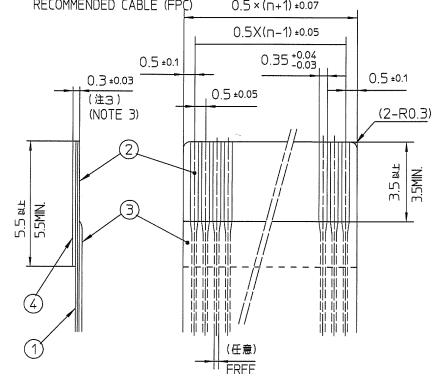 RECOMMENDED CABLE (FPC)
0.5×(n+1)±0.07
0.5X(n-1)±0.05
0.5±0.1
0.35 +0.04 -0.03
0.3±0.03
(注3)
(NOTE 3)
0.5±0.05
0.5±0.1
(2-R0.3)
2
5.5以上
5.5MIN.
3.5以上
3.5MIN.
3
4
1
(任意)
FREE